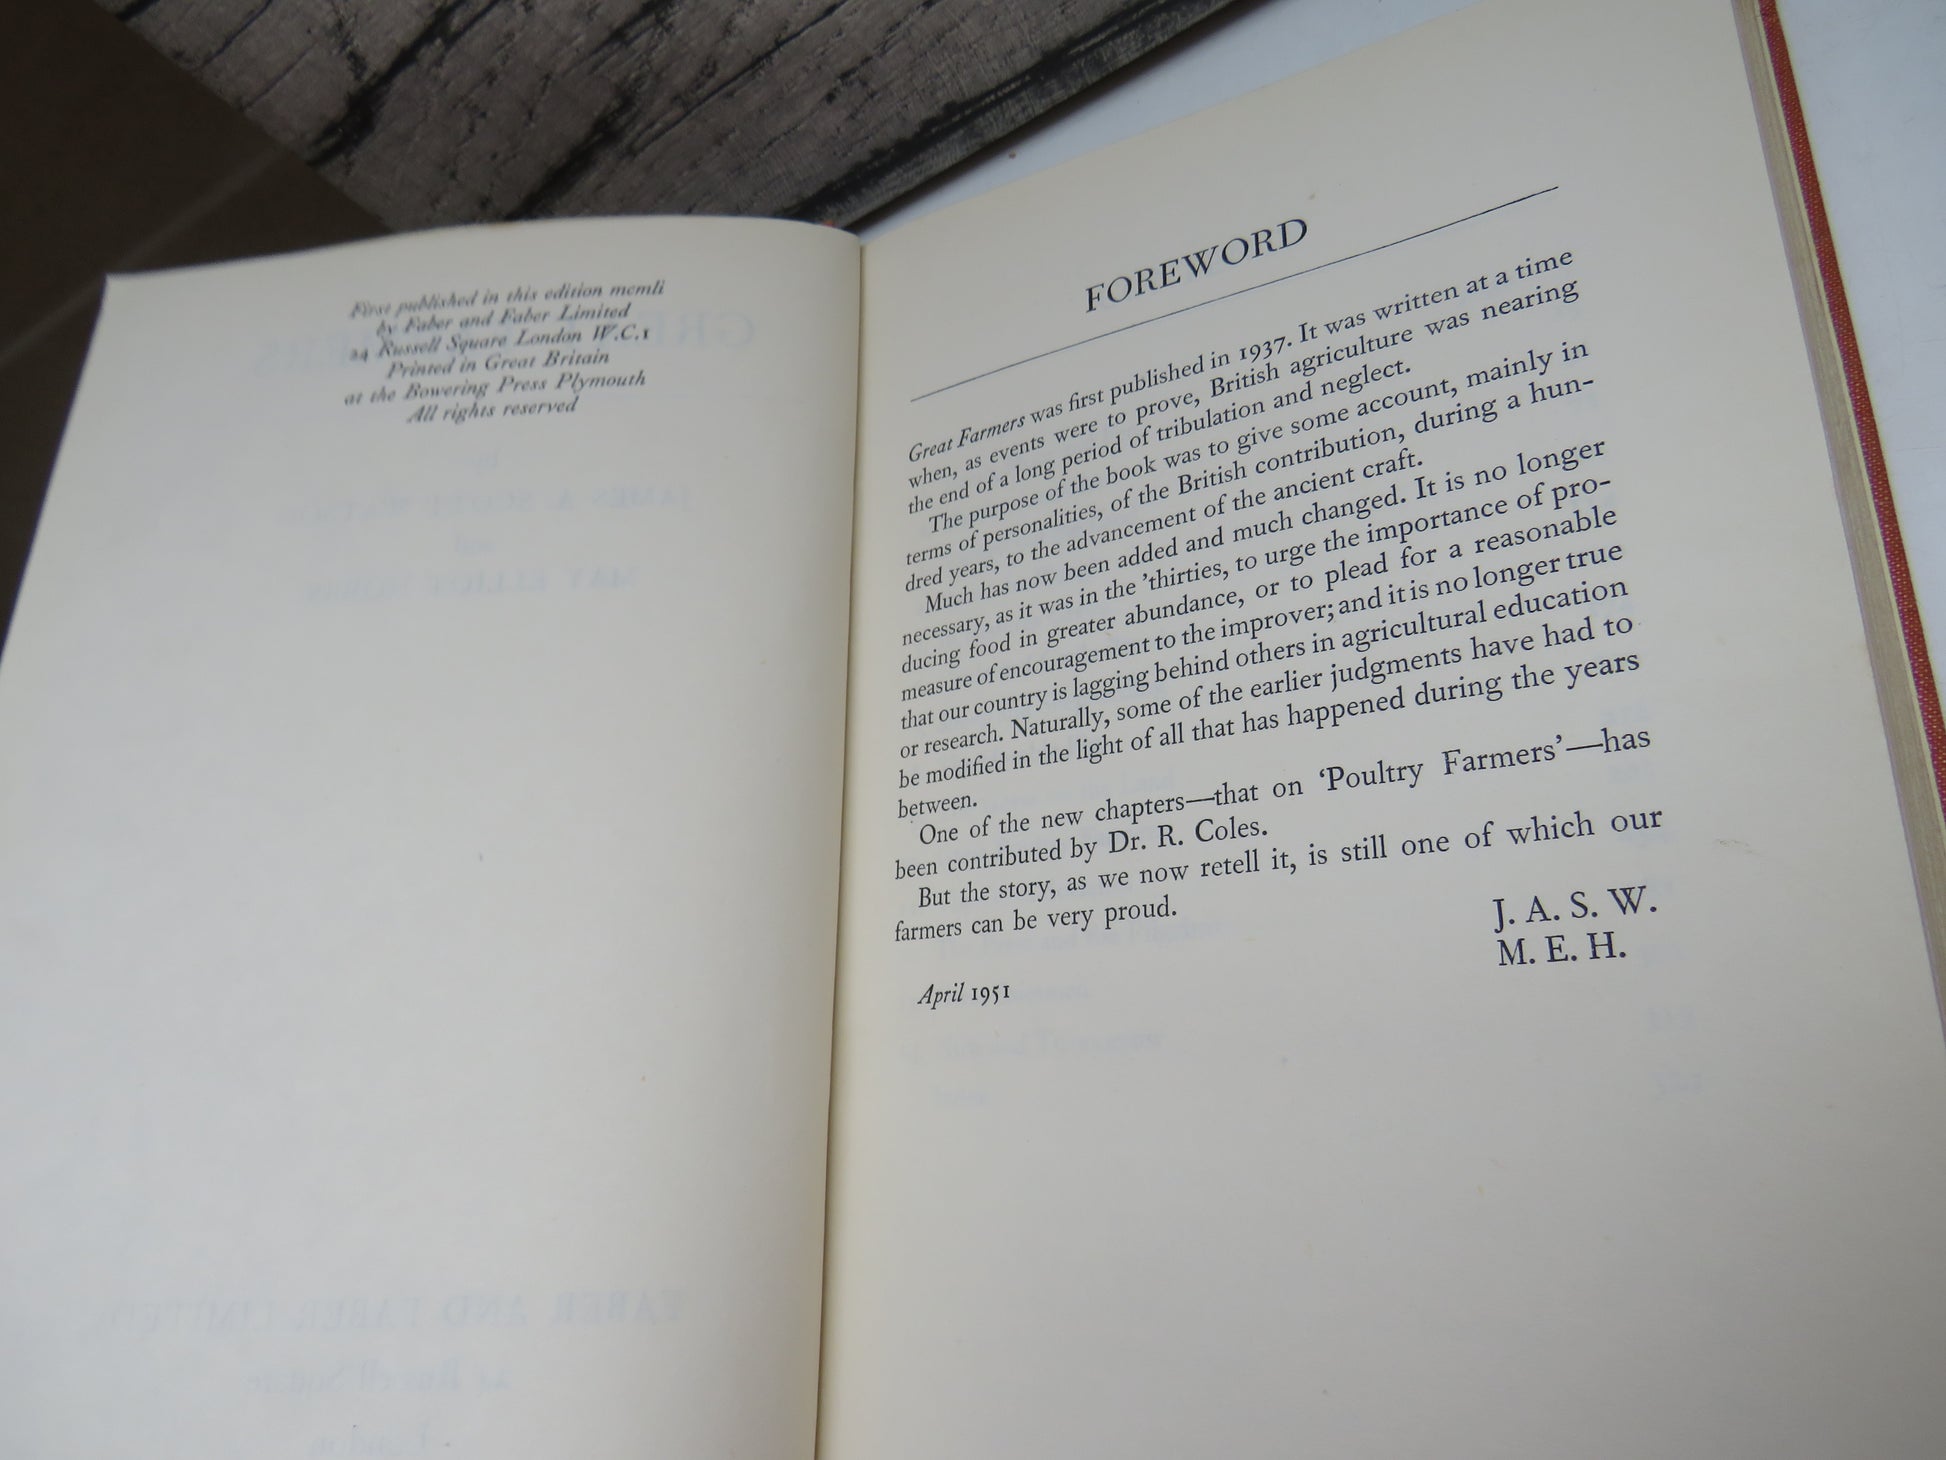 First published in this edition mcmli
by Faber and Faber Limited
24 Russell Square London W.C.1
Printed in Great Britain
at the Bowering Press Plymouth
All rights reserved
FOREWORD
Great Farmers was first published in 1937. It was written at a time
when, as events were to prove, British agriculture was nearing
the end of a long period of tribulation and neglect.
The purpose of the book was to give some account, mainly in
terms of personalities, of the British contribution, during a hun-
dred years, to the advancement of the ancient craft.
Much has now been added and much changed. It is no longer
necessary, as it was in the 'thirties, to urge the importance of pro-
ducing food in greater abundance, or to plead for a reasonable
measure of encouragement to the improver; and it is no longer true
that our country is lagging behind others in agricultural education
or research. Naturally, some of the earlier judgments have had to
be modified in the light of all that has happened during the years
between.
One of the new chapters—that on 'Poultry Farmers'—has
been contributed by Dr. R. Coles.
But the story, as we now retell it, is still one of which our
farmers can be very proud.
J. A. S. W.
M. E. H.
April 1951